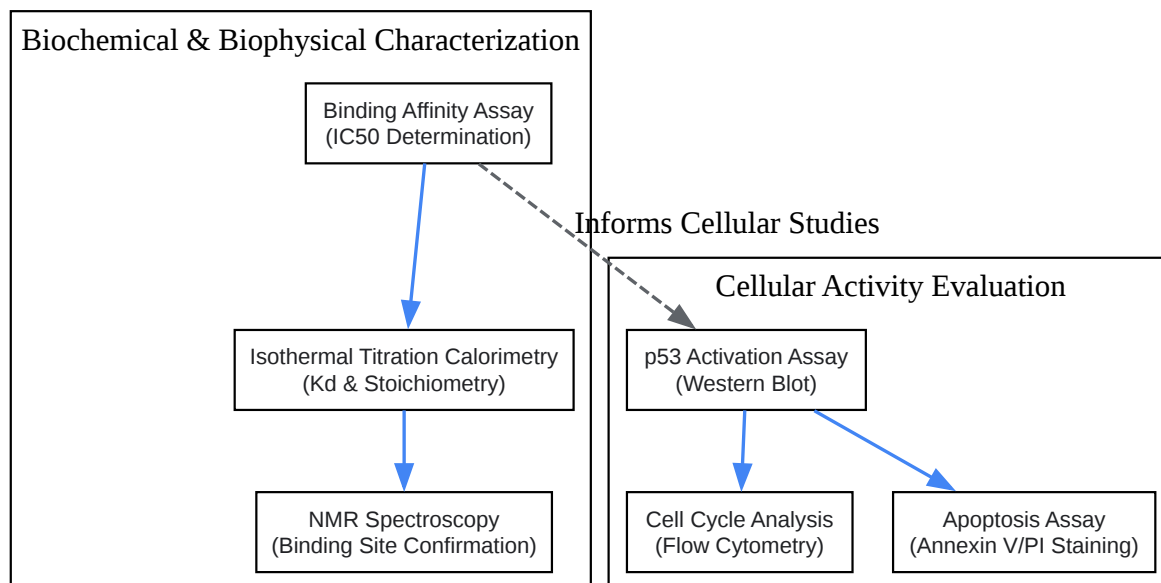 Biochemical & Biophysical Characterization
Binding Affinity Assay
(IC50 Determination)
Informs Cellular Studies
Cellular Activity Evaluation
Isothermal Titration Calorimetry
(Kd & Stoichiometry)
p53 Activation Assay
(Western Blot)
NMR Spectroscopy
(Binding Site Confirmation)
Cell Cycle Analysis
(Flow Cytometry)
Apoptosis Assay
(Annexin V/PI Staining)